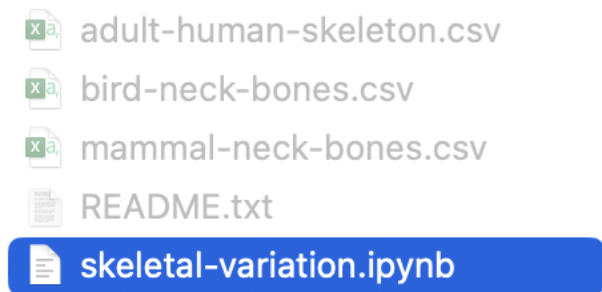 adult-human-skeleton.csv
bird-neck-bones.csv
mammal-neck-bones.csv
README.txt
skeletal-variation.ipynb